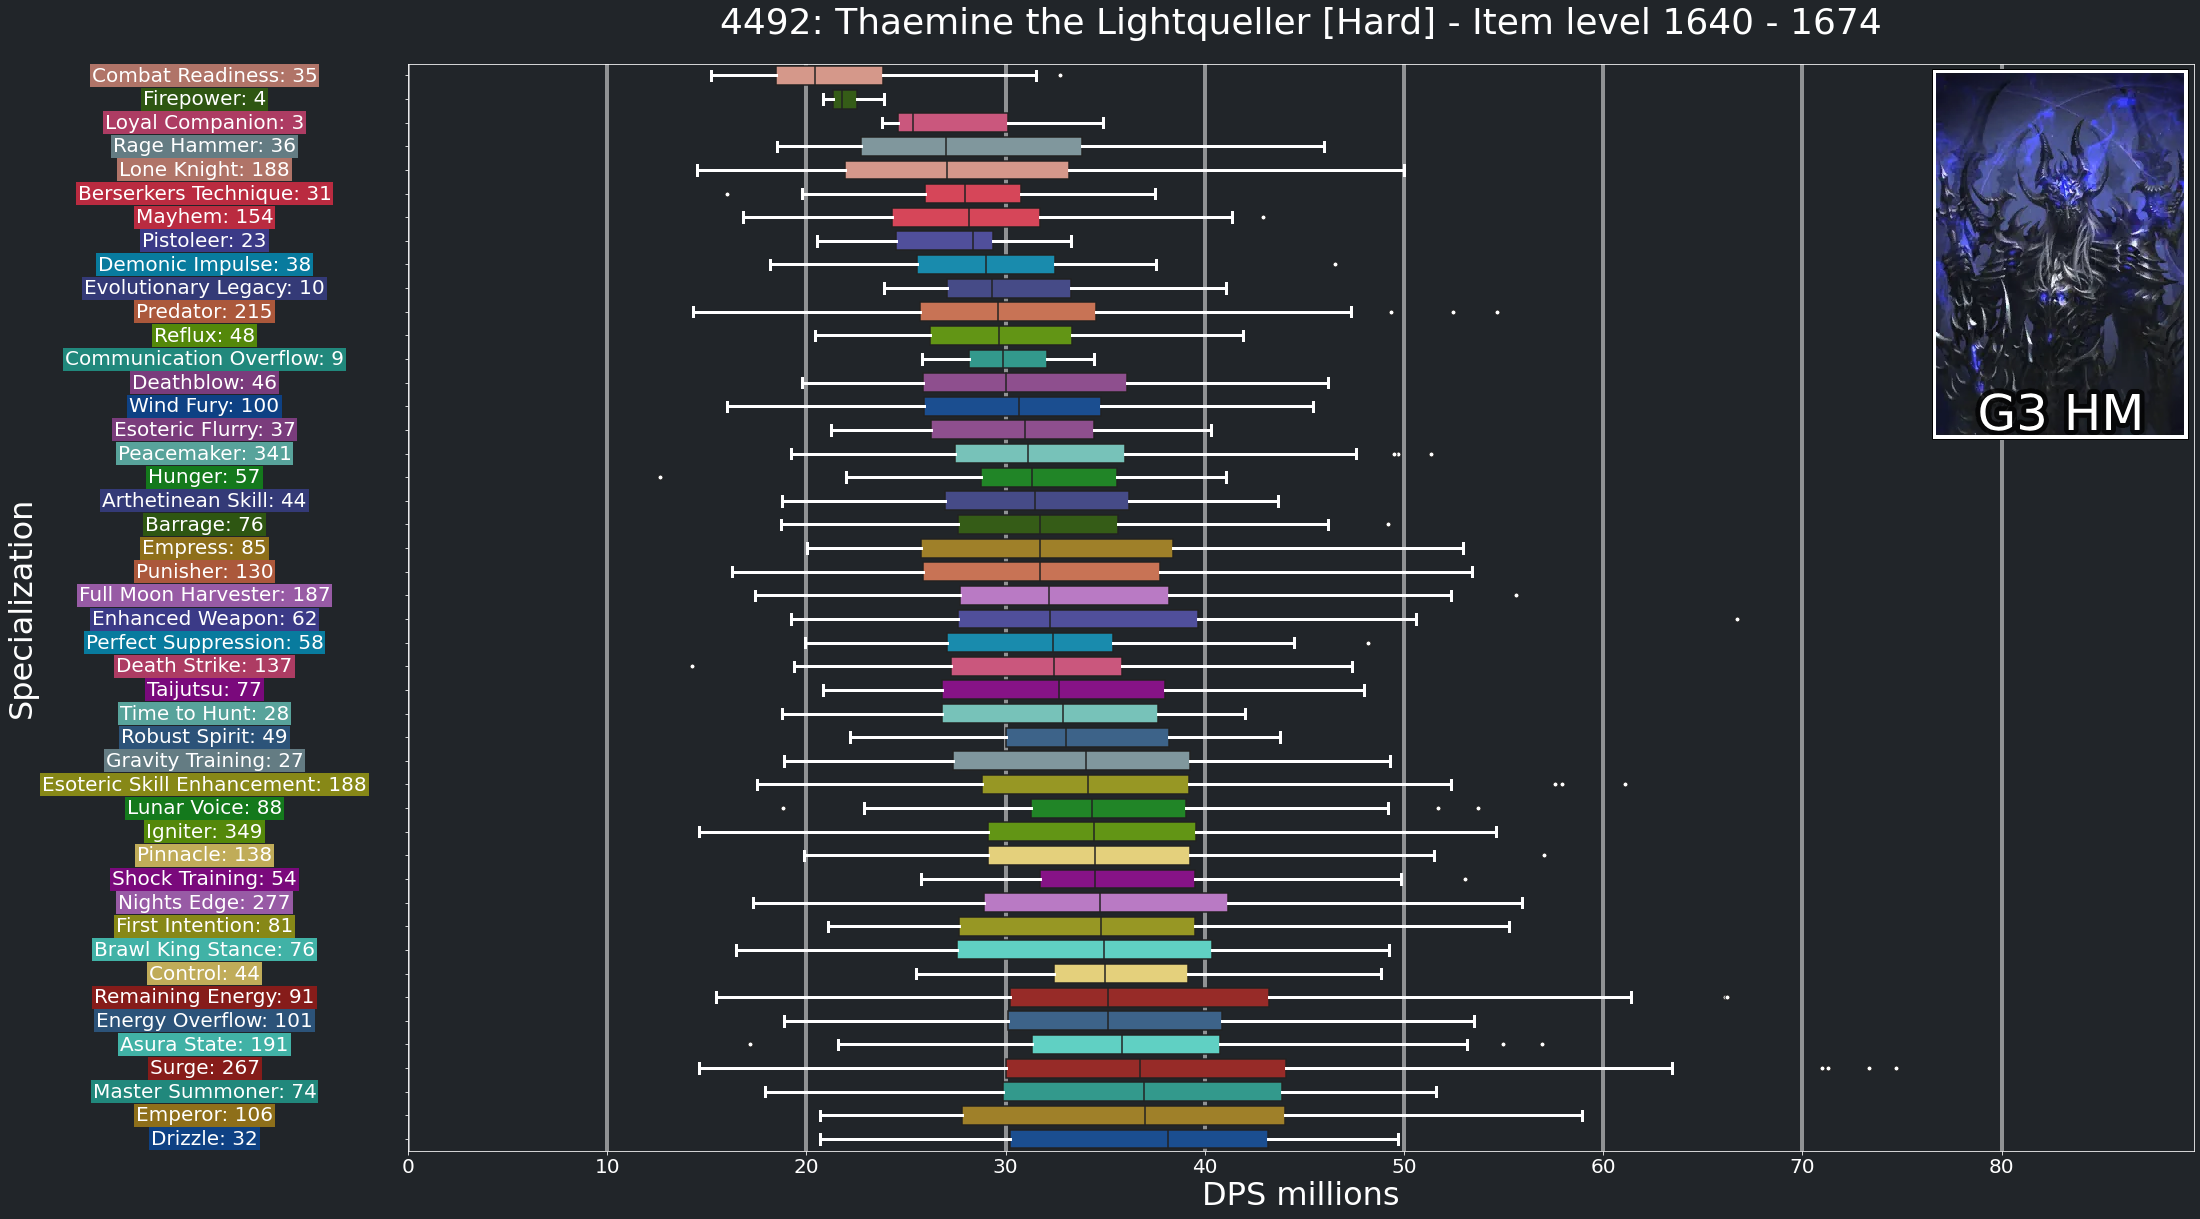 4492: Thaemine the Lightqueller [Hard] - Item level 1640 - 1674
Combat Readiness: 35
Firepower: 4
Loyal Companion: 3
Rage Hammer: 36
Lone Knight: 188
Berserkers Technique: 31
Mayhem: 154
Pistoleer: 23
Demonic Impulse: 38
Evolutionary Legacy: 10
Predator: 215
Reflux: 48
Communication Overflow: 9
Deathblow: 46
Wind Fury: 100
Esoteric Flurry: 37
Peacemaker: 341
Hunger: 57
Arthetinean Skill: 44
Barrage: 76
Empress: 85
Punisher: 130
Full Moon Harvester: 187
Enhanced Weapon: 62
Perfect Suppression: 58
Death Strike: 137
Taijutsu: 77
Time to Hunt: 28
Robust Spirit: 49
Gravity Training: 27
Esoteric Skill Enhancement: 188
Lunar Voice: 88
Igniter: 349
Pinnacle: 138
Shock Training: 54
Nights Edge: 277
First Intention: 81
Brawl King Stance: 76
Control: 44
Remaining Energy: 91
Energy Overflow: 101
Asura State: 191
Surge: 267
Master Summoner: 74
Emperor: 106
Drizzle: 32
Specialization
G3 HM
0 10 20 30 40 50 60 70 80
DPS millions